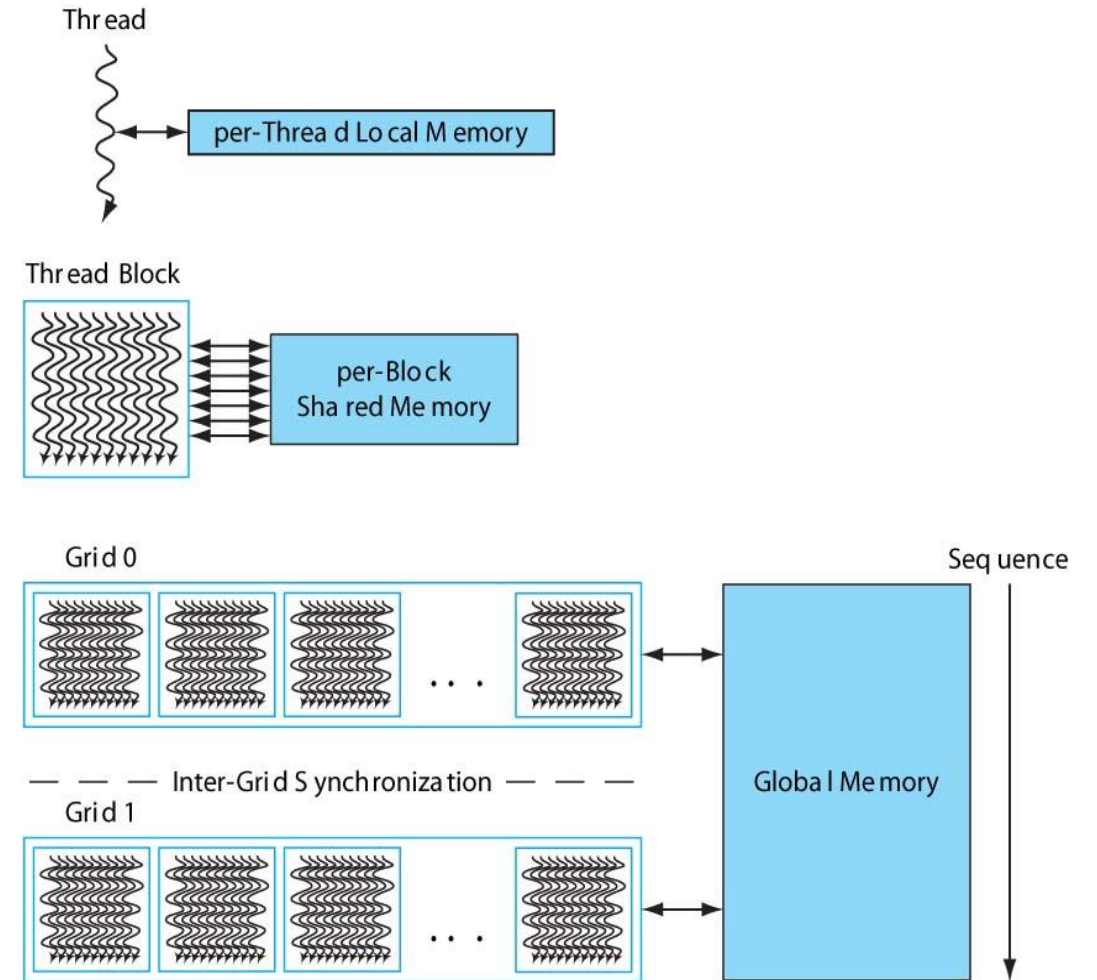 Thread
per-Thread Local Memory
Thread Block
per-Block
Shared Memory
Grid 0
Sequence
. . .
Inter-Grid Synchronization
Global Memory
Grid 1
. . .